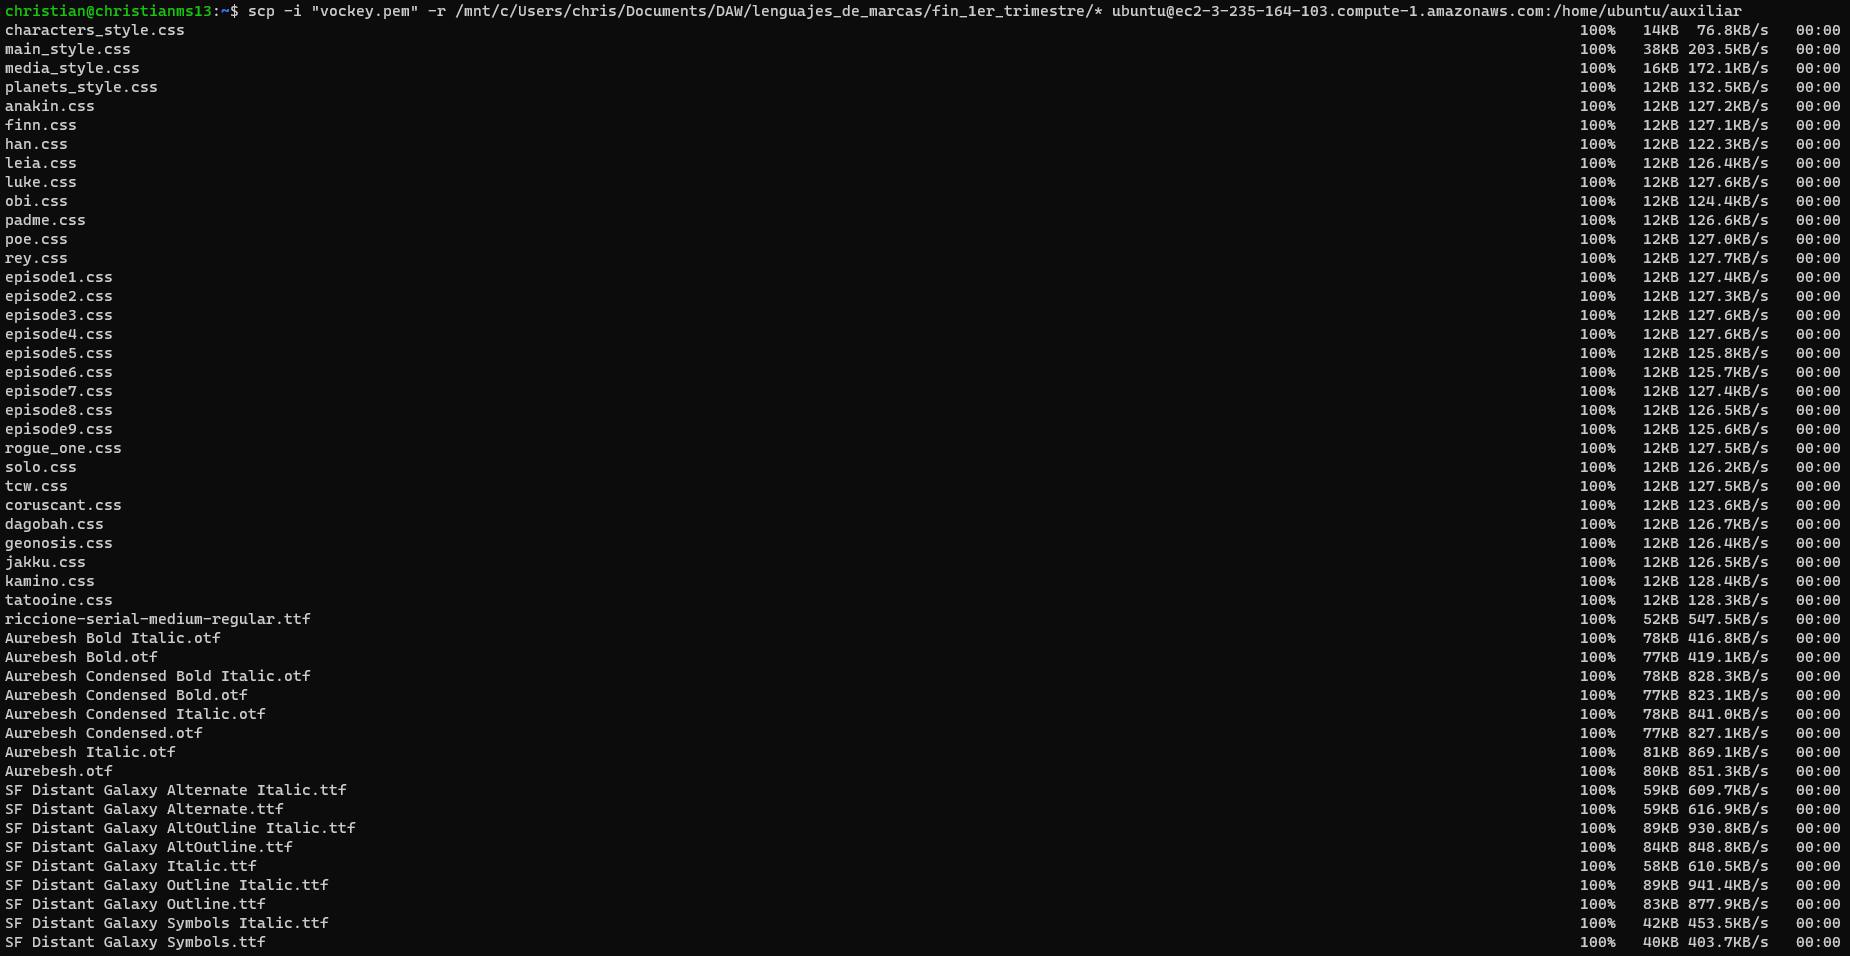 christian@christianms13:~$ scp -i "vockey.pem" -r /mnt/c/Users/chris/Documents/DAW/lenguajes_de_marcas/fin_1er_trimestre/* ubuntu@ec2-3-235-164-103.compute-1.amazonaws.com:/home/ubuntu/auxiliar
characters_style.css 100% 14KB 76.8KB/s 00:00
main_style.css 100% 38KB 203.5KB/s 00:00
media_style.css 100% 16KB 172.1KB/s 00:00
planets_style.css 100% 12KB 132.5KB/s 00:00
anakin.css 100% 12KB 127.2KB/s 00:00
finn.css 100% 12KB 127.1KB/s 00:00
han.css 100% 12KB 122.3KB/s 00:00
leia.css 100% 12KB 126.4KB/s 00:00
luke.css 100% 12KB 127.6KB/s 00:00
obi.css 100% 12KB 124.4KB/s 00:00
padme.css 100% 12KB 126.6KB/s 00:00
poe.css 100% 12KB 127.0KB/s 00:00
rey.css 100% 12KB 127.7KB/s 00:00
episode1.css 100% 12KB 127.4KB/s 00:00
episode2.css 100% 12KB 127.3KB/s 00:00
episode3.css 100% 12KB 127.6KB/s 00:00
episode4.css 100% 12KB 127.6KB/s 00:00
episode5.css 100% 12KB 125.8KB/s 00:00
episode6.css 100% 12KB 125.7KB/s 00:00
episode7.css 100% 12KB 127.4KB/s 00:00
episode8.css 100% 12KB 126.5KB/s 00:00
episode9.css 100% 12KB 125.6KB/s 00:00
rogue_one.css 100% 12KB 127.5KB/s 00:00
solo.css 100% 12KB 126.2KB/s 00:00
tcw.css 100% 12KB 127.5KB/s 00:00
coruscant.css 100% 12KB 123.6KB/s 00:00
dagobah.css 100% 12KB 126.7KB/s 00:00
geonosis.css 100% 12KB 126.4KB/s 00:00
jakku.css 100% 12KB 126.5KB/s 00:00
kamino.css 100% 12KB 128.4KB/s 00:00
tatooine.css 100% 12KB 128.3KB/s 00:00
riccione-serial-medium-regular.ttf 100% 52KB 547.5KB/s 00:00
Aurebesh Bold Italic.otf 100% 78KB 416.8KB/s 00:00
Aurebesh Bold.otf 100% 77KB 419.1KB/s 00:00
Aurebesh Condensed Bold Italic.otf 100% 78KB 828.3KB/s 00:00
Aurebesh Condensed Bold.otf 100% 77KB 823.1KB/s 00:00
Aurebesh Condensed Italic.otf 100% 78KB 841.0KB/s 00:00
Aurebesh Condensed.otf 100% 77KB 827.1KB/s 00:00
Aurebesh Italic.otf 100% 81KB 869.1KB/s 00:00
Aurebesh.otf 100% 80KB 851.3KB/s 00:00
SF Distant Galaxy Alternate Italic.ttf 100% 59KB 609.7KB/s 00:00
SF Distant Galaxy Alternate.ttf 100% 59KB 616.9KB/s 00:00
SF Distant Galaxy AltOutline Italic.ttf 100% 89KB 930.8KB/s 00:00
SF Distant Galaxy AltOutline.ttf 100% 84KB 848.8KB/s 00:00
SF Distant Galaxy Italic.ttf 100% 58KB 610.5KB/s 00:00
SF Distant Galaxy Outline Italic.ttf 100% 89KB 941.4KB/s 00:00
SF Distant Galaxy Outline.ttf 100% 83KB 877.9KB/s 00:00
SF Distant Galaxy Symbols Italic.ttf 100% 42KB 453.5KB/s 00:00
SF Distant Galaxy Symbols.ttf 100% 40KB 403.7KB/s 00:00